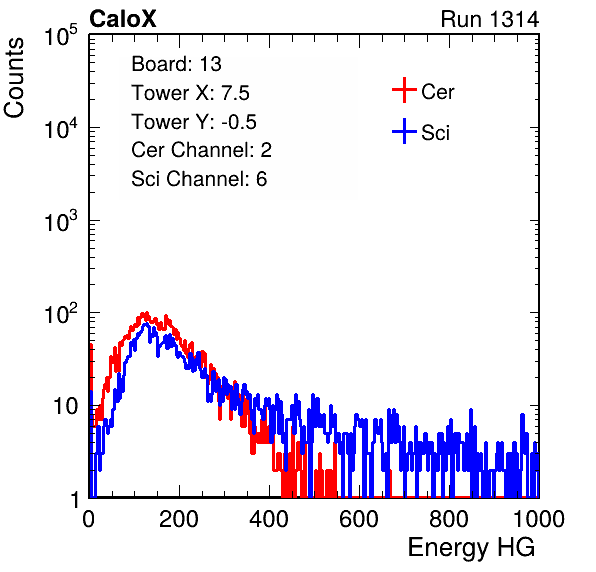 CaloX Run 1314
Counts
10^5
10^4
10^3
10^2
10
1
Board: 13
Tower X: 7.5
Tower Y: -0.5
Cer Channel: 2
Sci Channel: 6
Cer
Sci
0 200 400 600 800 1000
Energy HG